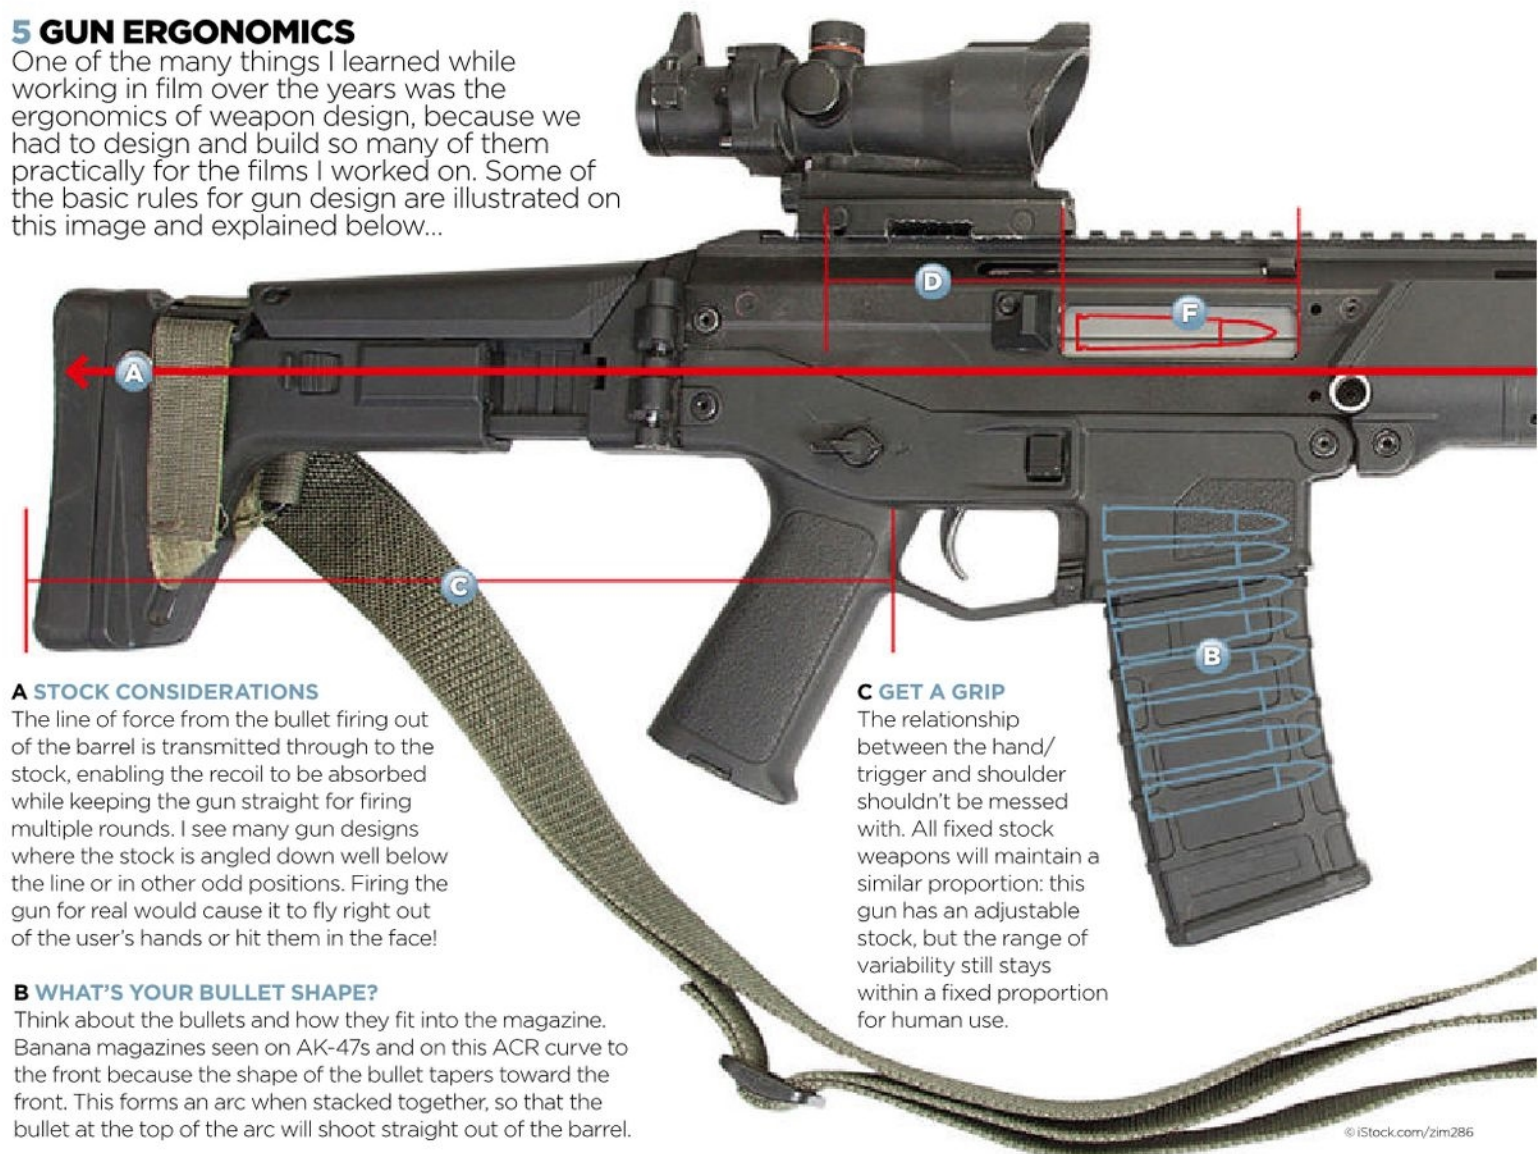 5 GUN ERGONOMICS
One of the many things I learned while
working in film over the years was the
ergonomics of weapon design, because we
had to design and build so many of them
practically for the films I worked on. Some of
the basic rules for gun design are illustrated on
this image and explained below...
D
F
A
C
B
A STOCK CONSIDERATIONS
The line of force from the bullet firing out
of the barrel is transmitted through to the
stock, enabling the recoil to be absorbed
while keeping the gun straight for firing
multiple rounds. I see many gun designs
where the stock is angled down well below
the line or in other odd positions. Firing the
gun for real would cause it to fly right out
of the user's hands or hit them in the face!
B WHAT'S YOUR BULLET SHAPE?
Think about the bullets and how they fit into the magazine.
Banana magazines seen on AK-47s and on this ACR curve to
the front because the shape of the bullet tapers toward the
front. This forms an arc when stacked together, so that the
bullet at the top of the arc will shoot straight out of the barrel.
C GET A GRIP
The relationship
between the hand/
trigger and shoulder
shouldn't be messed
with. All fixed stock
weapons will maintain a
similar proportion: this
gun has an adjustable
stock, but the range of
variability still stays
within a fixed proportion
for human use.
© iStock.com/zim286